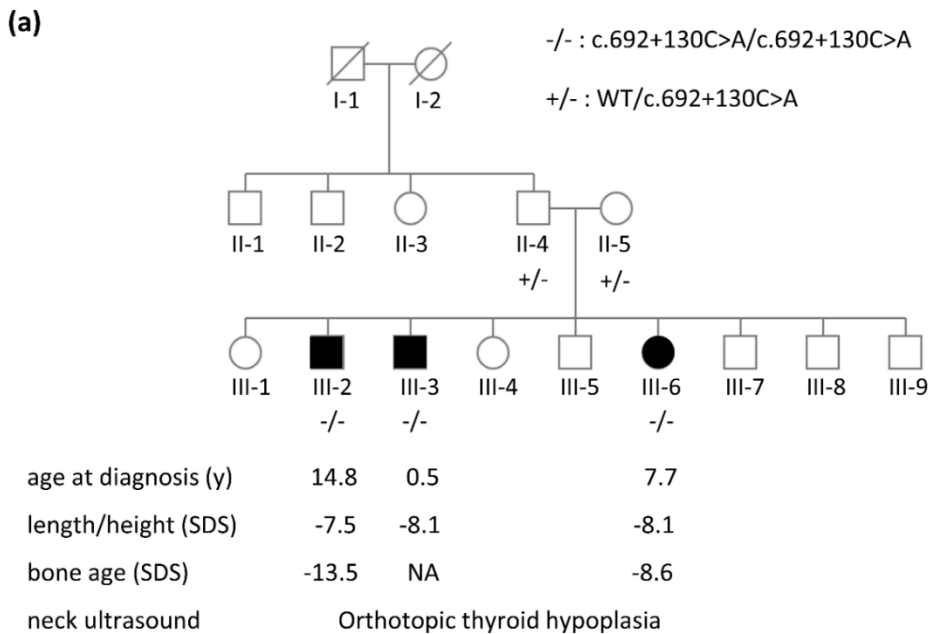 (a)
-/- : c.692+130C>A/c.692+130C>A
+/- : WT/c.692+130C>A
I-1 I-2
II-1 II-2 II-3 II-4 II-5
+/- +/-
III-1 III-2 III-3 III-4 III-5 III-6 III-7 III-8 III-9
-/- -/- -/-
age at diagnosis (y) 14.8 0.5 7.7
length/height (SDS) -7.5 -8.1 -8.1
bone age (SDS) -13.5 NA -8.6
neck ultrasound Orthotopic thyroid hypoplasia